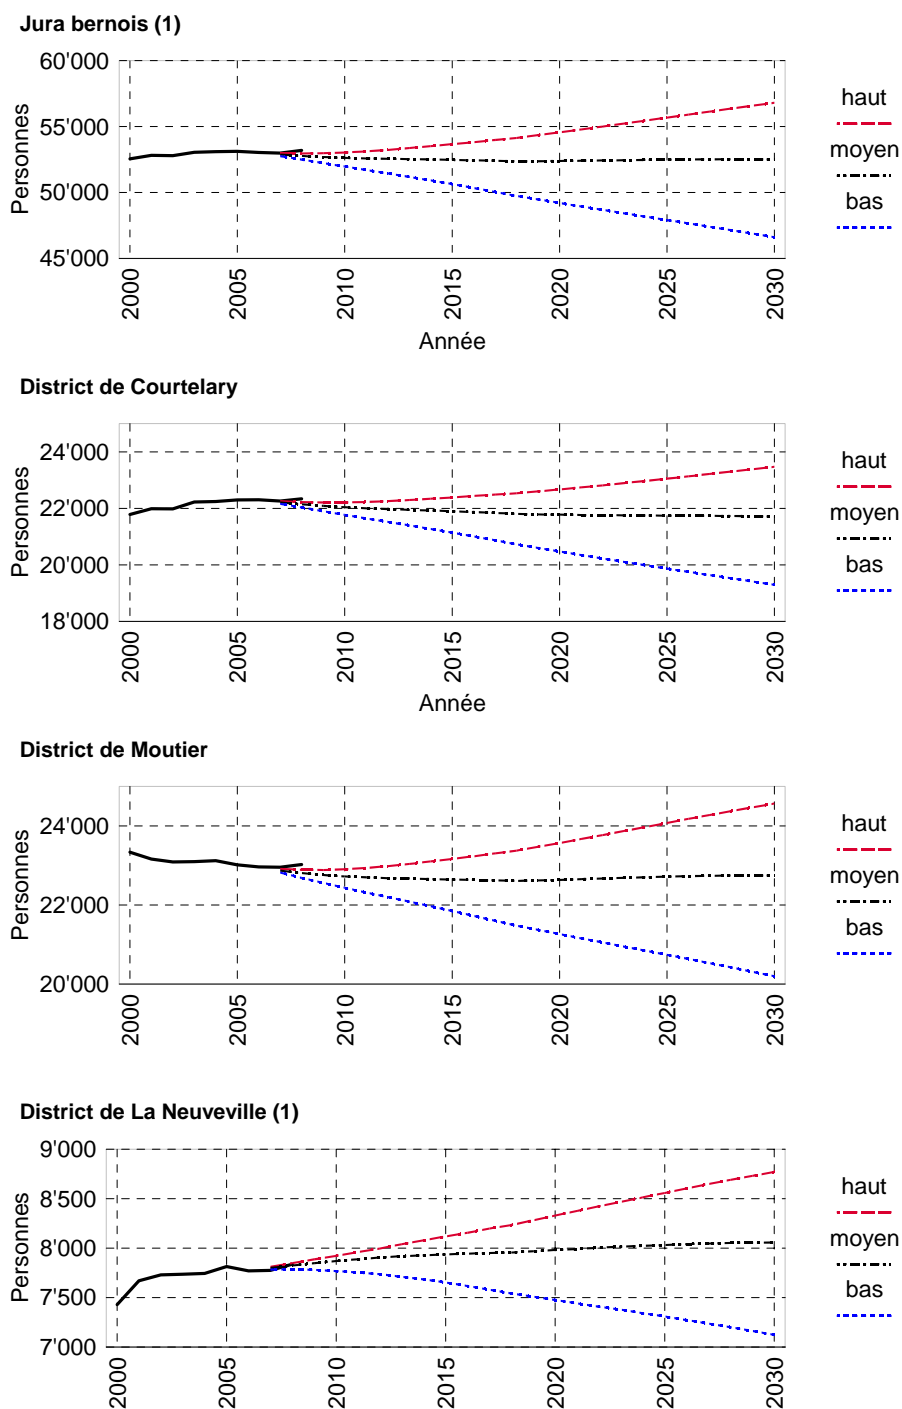 Jura bernois (1)
60'000
55'000
50'000
45'000
Personnes
2000
2005
2010
2015
2020
2025
2030
Année
haut
moyen
bas
District de Courtelary
24'000
22'000
20'000
18'000
Personnes
2000
2005
2010
2015
2020
2025
2030
Année
haut
moyen
bas
District de Moutier
24'000
22'000
20'000
Personnes
2000
2005
2010
2015
2020
2025
2030
haut
moyen
bas
District de La Neuveville (1)
9'000
8'500
8'000
7'500
7'000
Personnes
2000
2005
2010
2015
2020
2025
2030
haut
moyen
bas